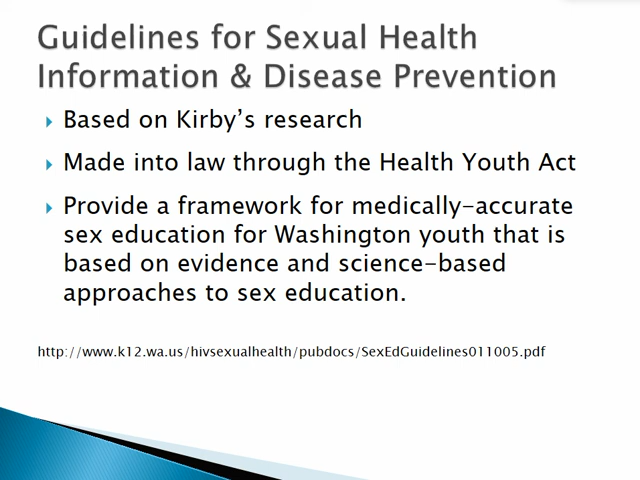 Guidelines for Sexual Health
Information & Disease Prevention
Based on Kirby's research
Made into law through the Health Youth Act
Provide a framework for medically-accurate
sex education for Washington youth that is
based on evidence and science-based
approaches to sex education.
http://www.k12.wa.us/hivsexualhealth/pubdocs/SexEdGuidelines011005.pdf